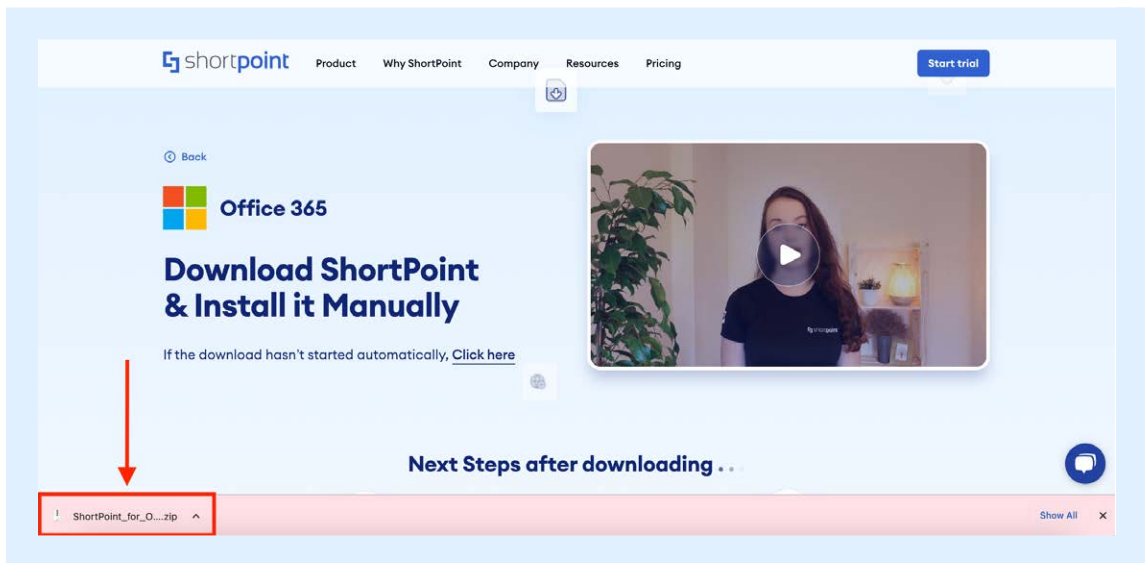 shortpoint Product Why ShortPoint Company Resources Pricing Start trial
Back
Office 365
Download ShortPoint
& Install it Manually
If the download hasn't started automatically, Click here
shortpoint
Next Steps after downloading . . .
ShortPoint_for_O....zip
Show All